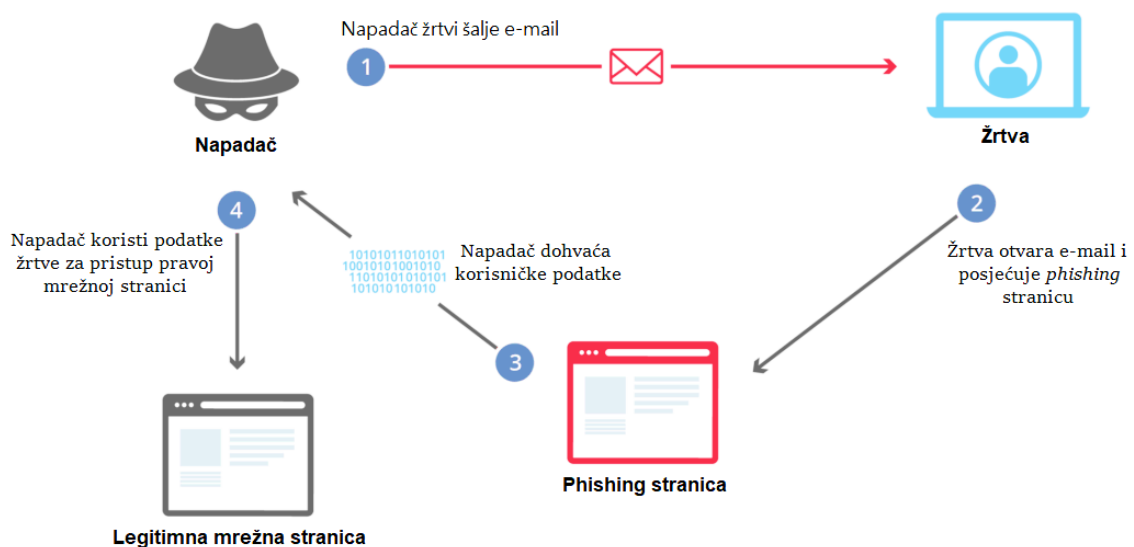 Napadač žrtvi šalje e-mail
1
Napadač
Žrtva
2
Žrtva otvara e-mail i
posjećuje phishing
stranicu
4
Napadač koristi podatke
žrtve za pristup pravoj
mrežnoj stranici
10101011010101
10010101001010
11010101010101
101010101010
Napadač dohvaća
korisničke podatke
3
Phishing stranica
Legitimna mrežna stranica